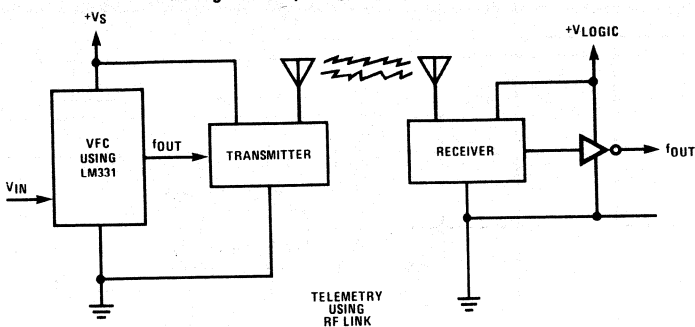 +VS
+VLOGIC
VFC
USING
LM331
fOUT
TRANSMITTER
RECEIVER
fOUT
VIN
TELEMETRY
USING
RF LINK